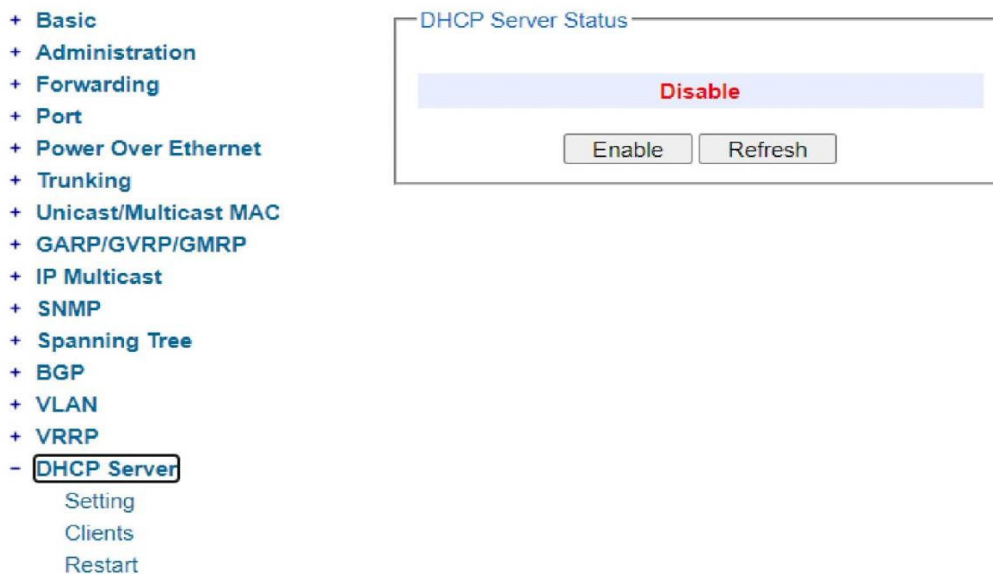 + Basic
+ Administration
+ Forwarding
+ Port
+ Power Over Ethernet
+ Trunking
+ Unicast/Multicast MAC
+ GARP/GVRP/GMRP
+ IP Multicast
+ SNMP
+ Spanning Tree
+ BGP
+ VLAN
+ VRRP
- DHCP Server
Setting
Clients
Restart
DHCP Server Status
Disable
Enable Refresh